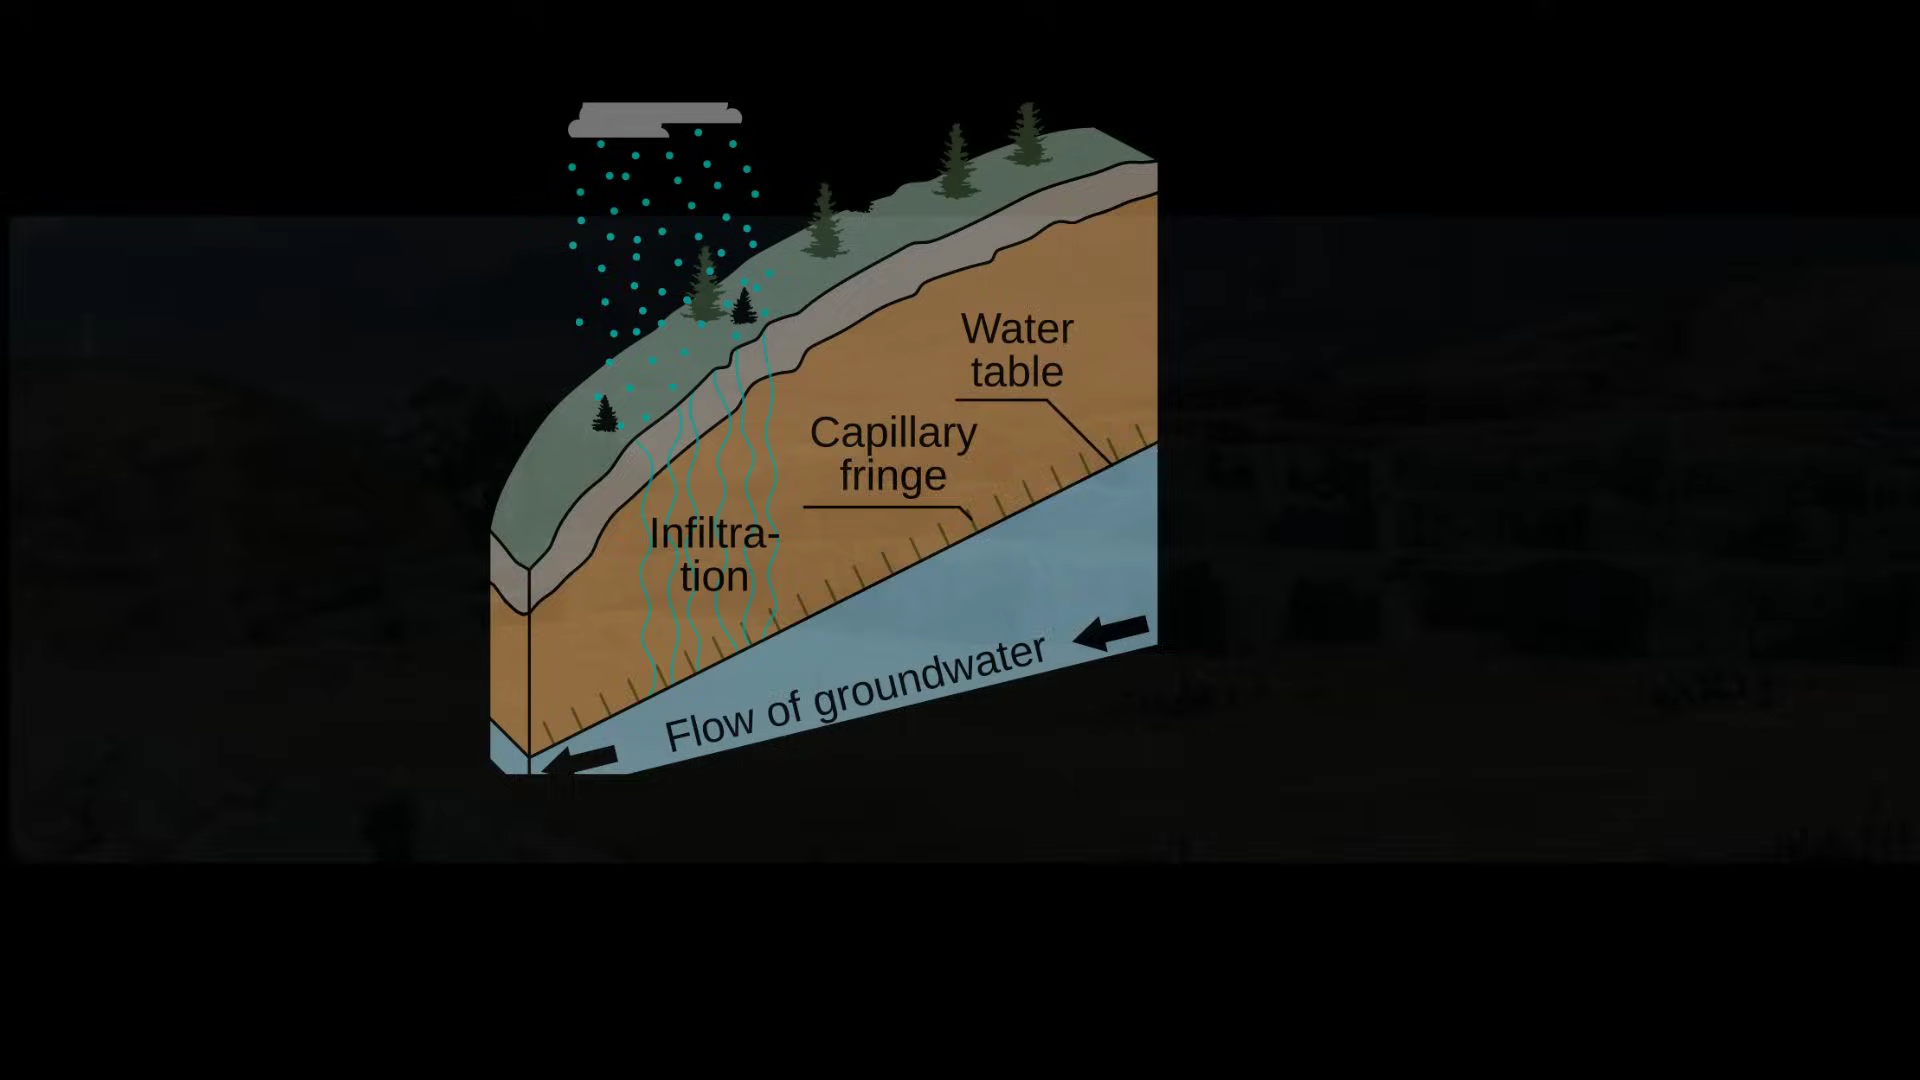 Water
table
Capillary
fringe
Infiltra-
tion
Flow of groundwater